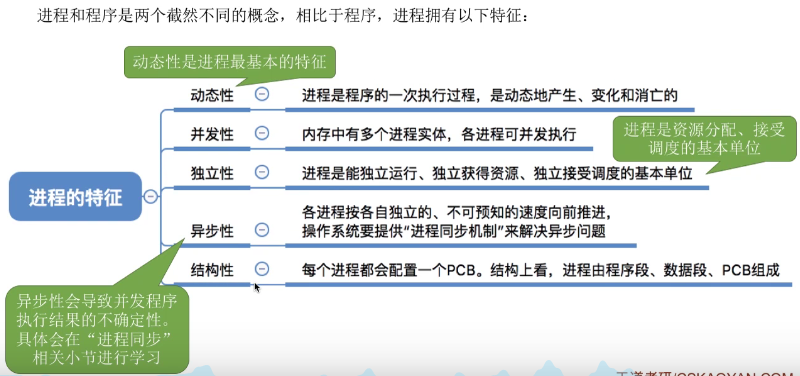 进程和程序是两个截然不同的概念，相比于程序，进程拥有以下特征：
动态性是进程最基本的特征
动态性
进程是程序的一次执行过程，是动态地产生、变化和消亡的
并发性
内存中有多个进程实体，各进程可并发执行
进程是资源分配、接受
调度的基本单位
独立性
进程是能独立运行、独立获得资源、独立接受调度的基本单位
进程的特征
异步性
各进程按各自独立的、不可预知的速度向前推进，
操作系统要提供“进程同步机制”来解决异步问题
结构性
每个进程都会配置一个PCB。结构上看，进程由程序段、数据段、PCB组成
异步性会导致并发程序
执行结果的不确定性。
具体会在“进程同步”
相关小节进行学习